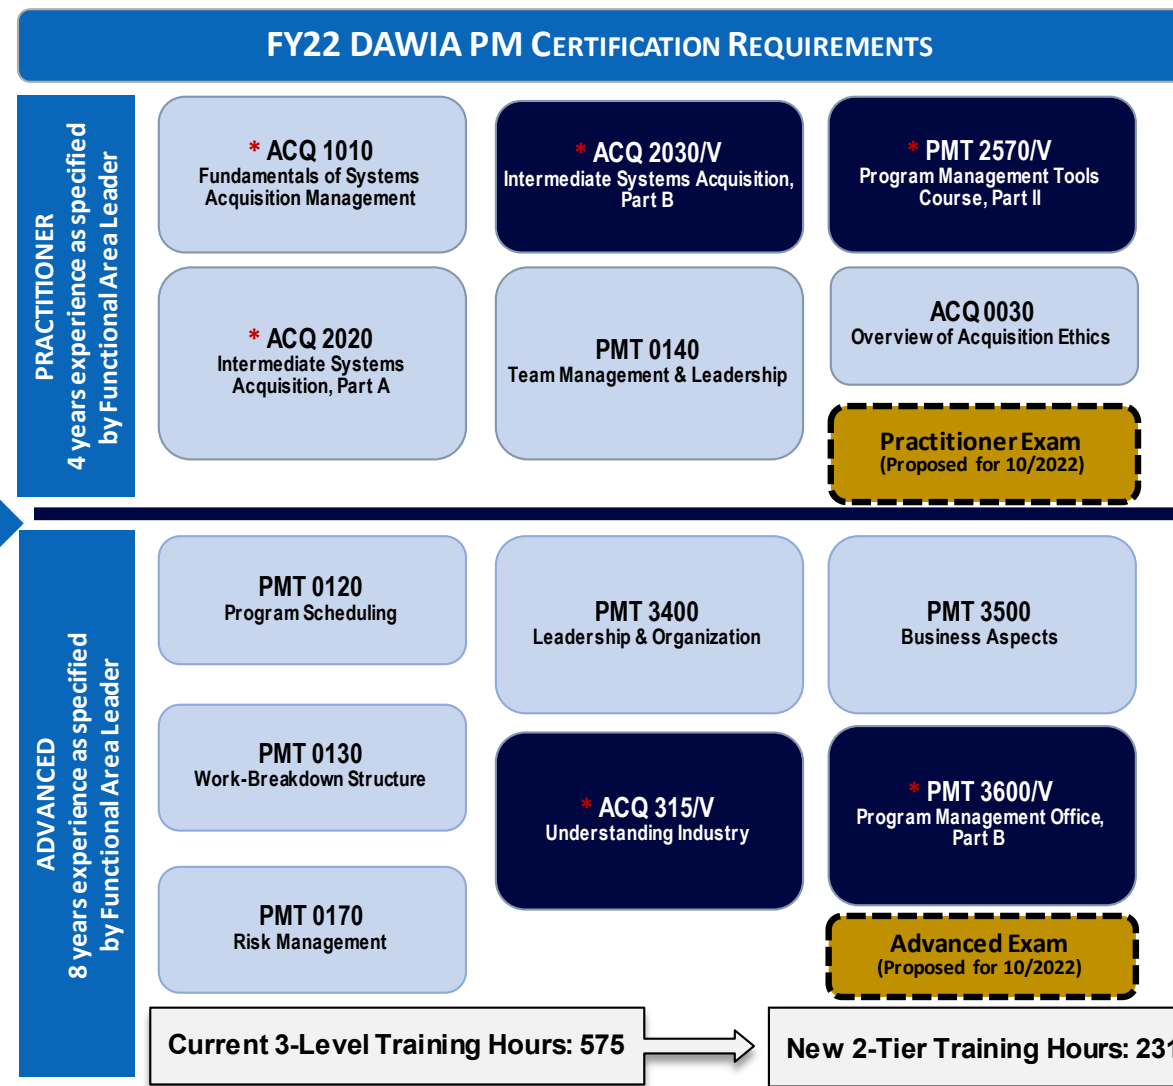 FY22 DAWIA PM CERTIFICATION REQUIREMENTS
PRACTITIONER
4 years experience as specified
by Functional Area Leader
* ACQ 1010
Fundamentals of Systems
Acquisition Management
* ACQ 2030/V
Intermediate Systems Acquisition,
Part B
* PMT 2570/V
Program Management Tools
Course, Part II
* ACQ 2020
Intermediate Systems
Acquisition, Part A
PMT 0140
Team Management & Leadership
ACQ 0030
Overview of Acquisition Ethics
Practitioner Exam
(Proposed for 10/2022)
ADVANCED
8 years experience as specified
by Functional Area Leader
PMT 0120
Program Scheduling
PMT 3400
Leadership & Organization
PMT 3500
Business Aspects
PMT 0130
Work-Breakdown Structure
* ACQ 315/V
Understanding Industry
* PMT 3600/V
Program Management Office,
Part B
PMT 0170
Risk Management
Advanced Exam
(Proposed for 10/2022)
Current 3-Level Training Hours: 575
New 2-Tier Training Hours: 231